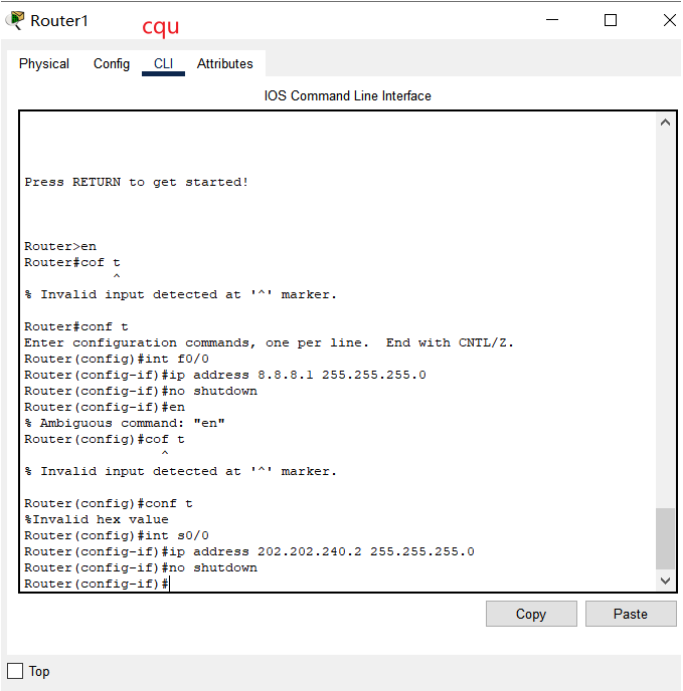 Router1
cqu
Physical Config CLI Attributes
IOS Command Line Interface
Press RETURN to get started!
Router>en
Router#cof t
^
% Invalid input detected at '^' marker.
Router#conf t
Enter configuration commands, one per line.  End with CNTL/Z.
Router(config)#int f0/0
Router(config-if)#ip address 8.8.8.1 255.255.255.0
Router(config-if)#no shutdown
Router(config-if)#en
% Ambiguous command: "en"
Router(config)#cof t
^
% Invalid input detected at '^' marker.
Router(config)#conf t
%Invalid hex value
Router(config)#int s0/0
Router(config-if)#ip address 202.202.240.2 255.255.255.0
Router(config-if)#no shutdown
Router(config-if)#
Copy Paste
Top